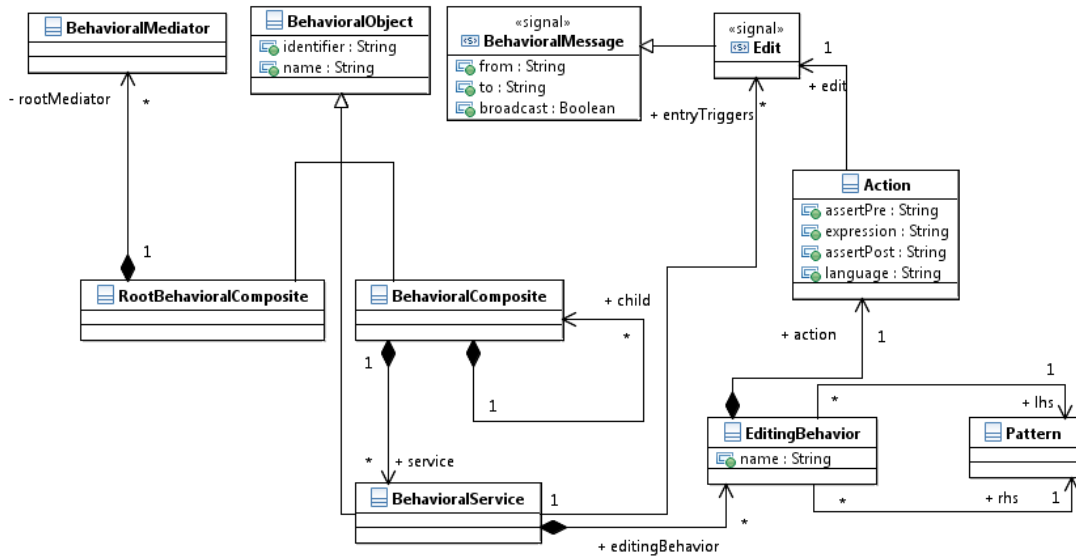 BehavioralMediator
BehavioralObject
identifier : String
name : String
«signal»
BehavioralMessage
from : String
to : String
broadcast : Boolean
«signal»
Edit
1
+ edit
- rootMediator
*
+ entryTriggers
*
Action
assertPre : String
expression : String
assertPost : String
language : String
1
RootBehavioralComposite
BehavioralComposite
+ child
*
+ action
1
1
1
*
1
+ lhs
EditingBehavior
name : String
Pattern
* + service
BehavioralService
1
*
*
+ rhs
1
+ editingBehavior